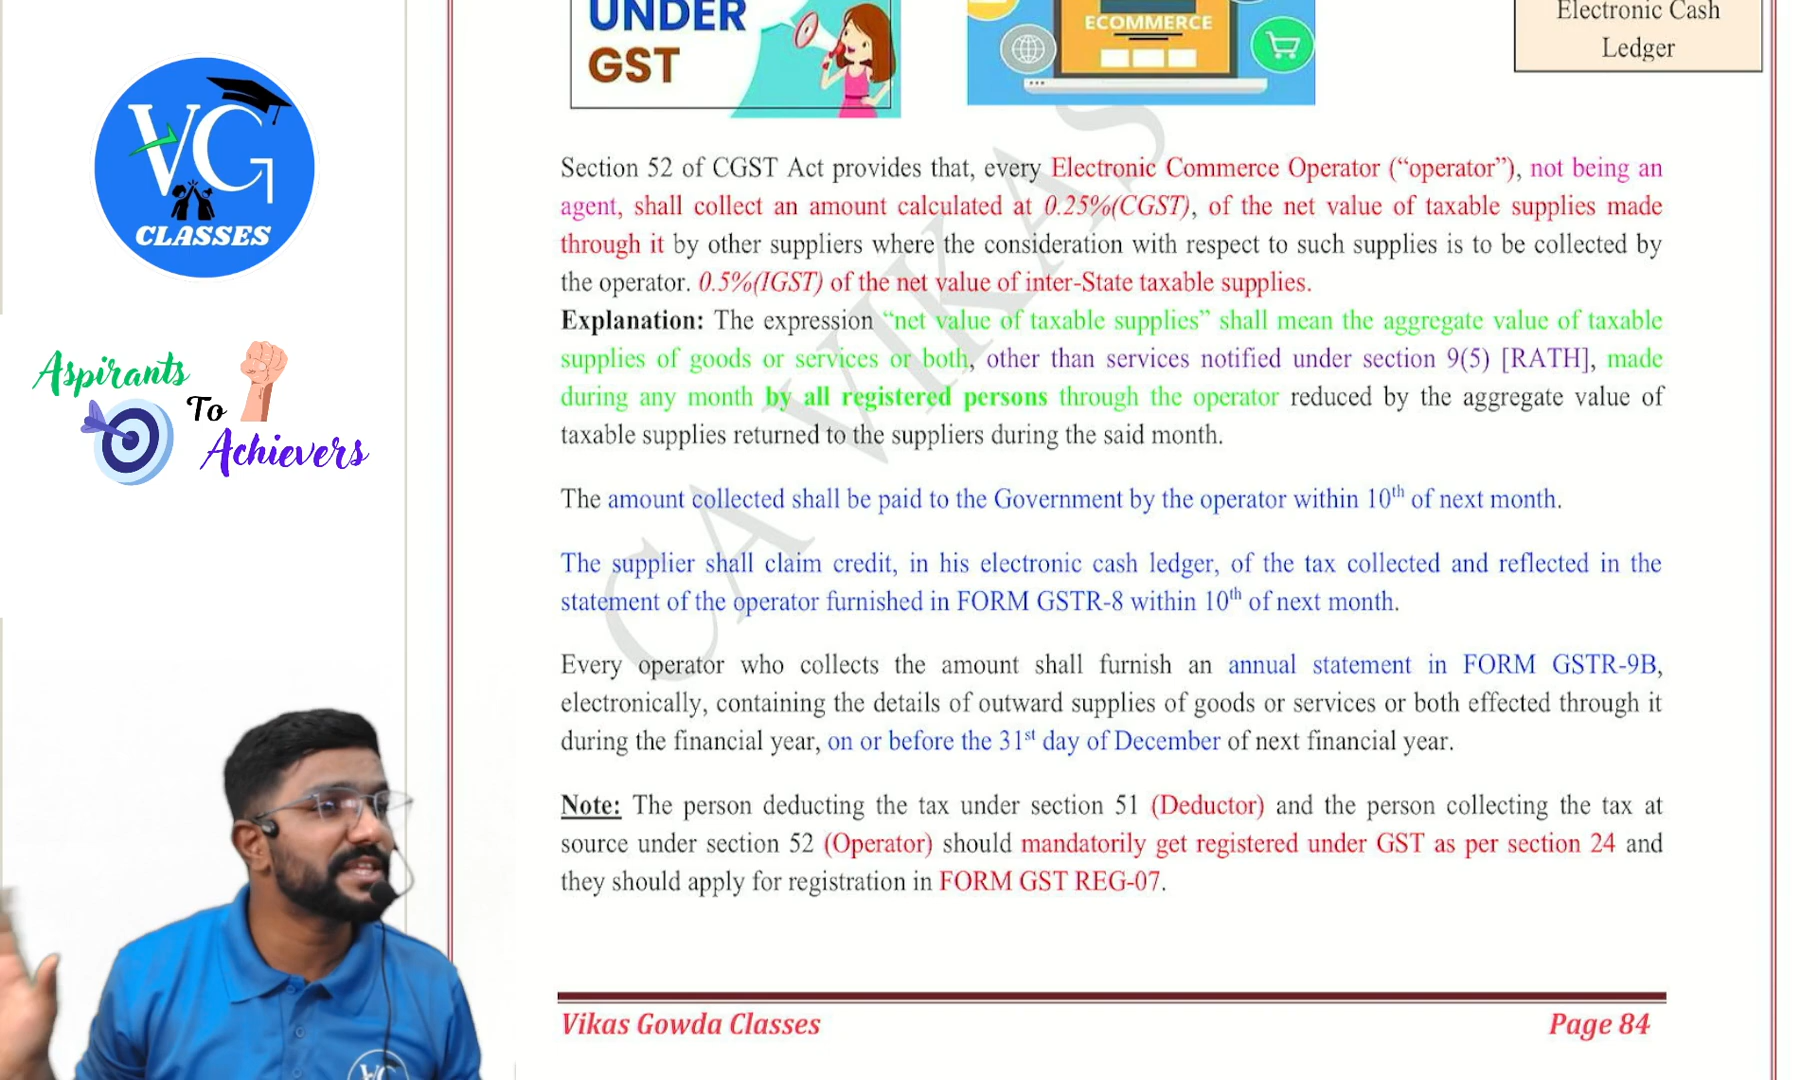 UNDER
GST
ECOMMERCE
Electronic Cash
Ledger
VG
CLASSES
Aspirants
To
Achievers
CA VIKAS
Section 52 of CGST Act provides that, every Electronic Commerce Operator (“operator”), not being an
agent, shall collect an amount calculated at 0.25%(CGST), of the net value of taxable supplies made
through it by other suppliers where the consideration with respect to such supplies is to be collected by
the operator. 0.5%(IGST) of the net value of inter-State taxable supplies.
Explanation: The expression “net value of taxable supplies” shall mean the aggregate value of taxable
supplies of goods or services or both, other than services notified under section 9(5) [RATH], made
during any month by all registered persons through the operator reduced by the aggregate value of
taxable supplies returned to the suppliers during the said month.
The amount collected shall be paid to the Government by the operator within 10th of next month.
The supplier shall claim credit, in his electronic cash ledger, of the tax collected and reflected in the
statement of the operator furnished in FORM GSTR-8 within 10th of next month.
Every operator who collects the amount shall furnish an annual statement in FORM GSTR-9B,
electronically, containing the details of outward supplies of goods or services or both effected through it
during the financial year, on or before the 31st day of December of next financial year.
Note: The person deducting the tax under section 51 (Deductor) and the person collecting the tax at
source under section 52 (Operator) should mandatorily get registered under GST as per section 24 and
they should apply for registration in FORM GST REG-07.
Vikas Gowda Classes
Page 84
VG